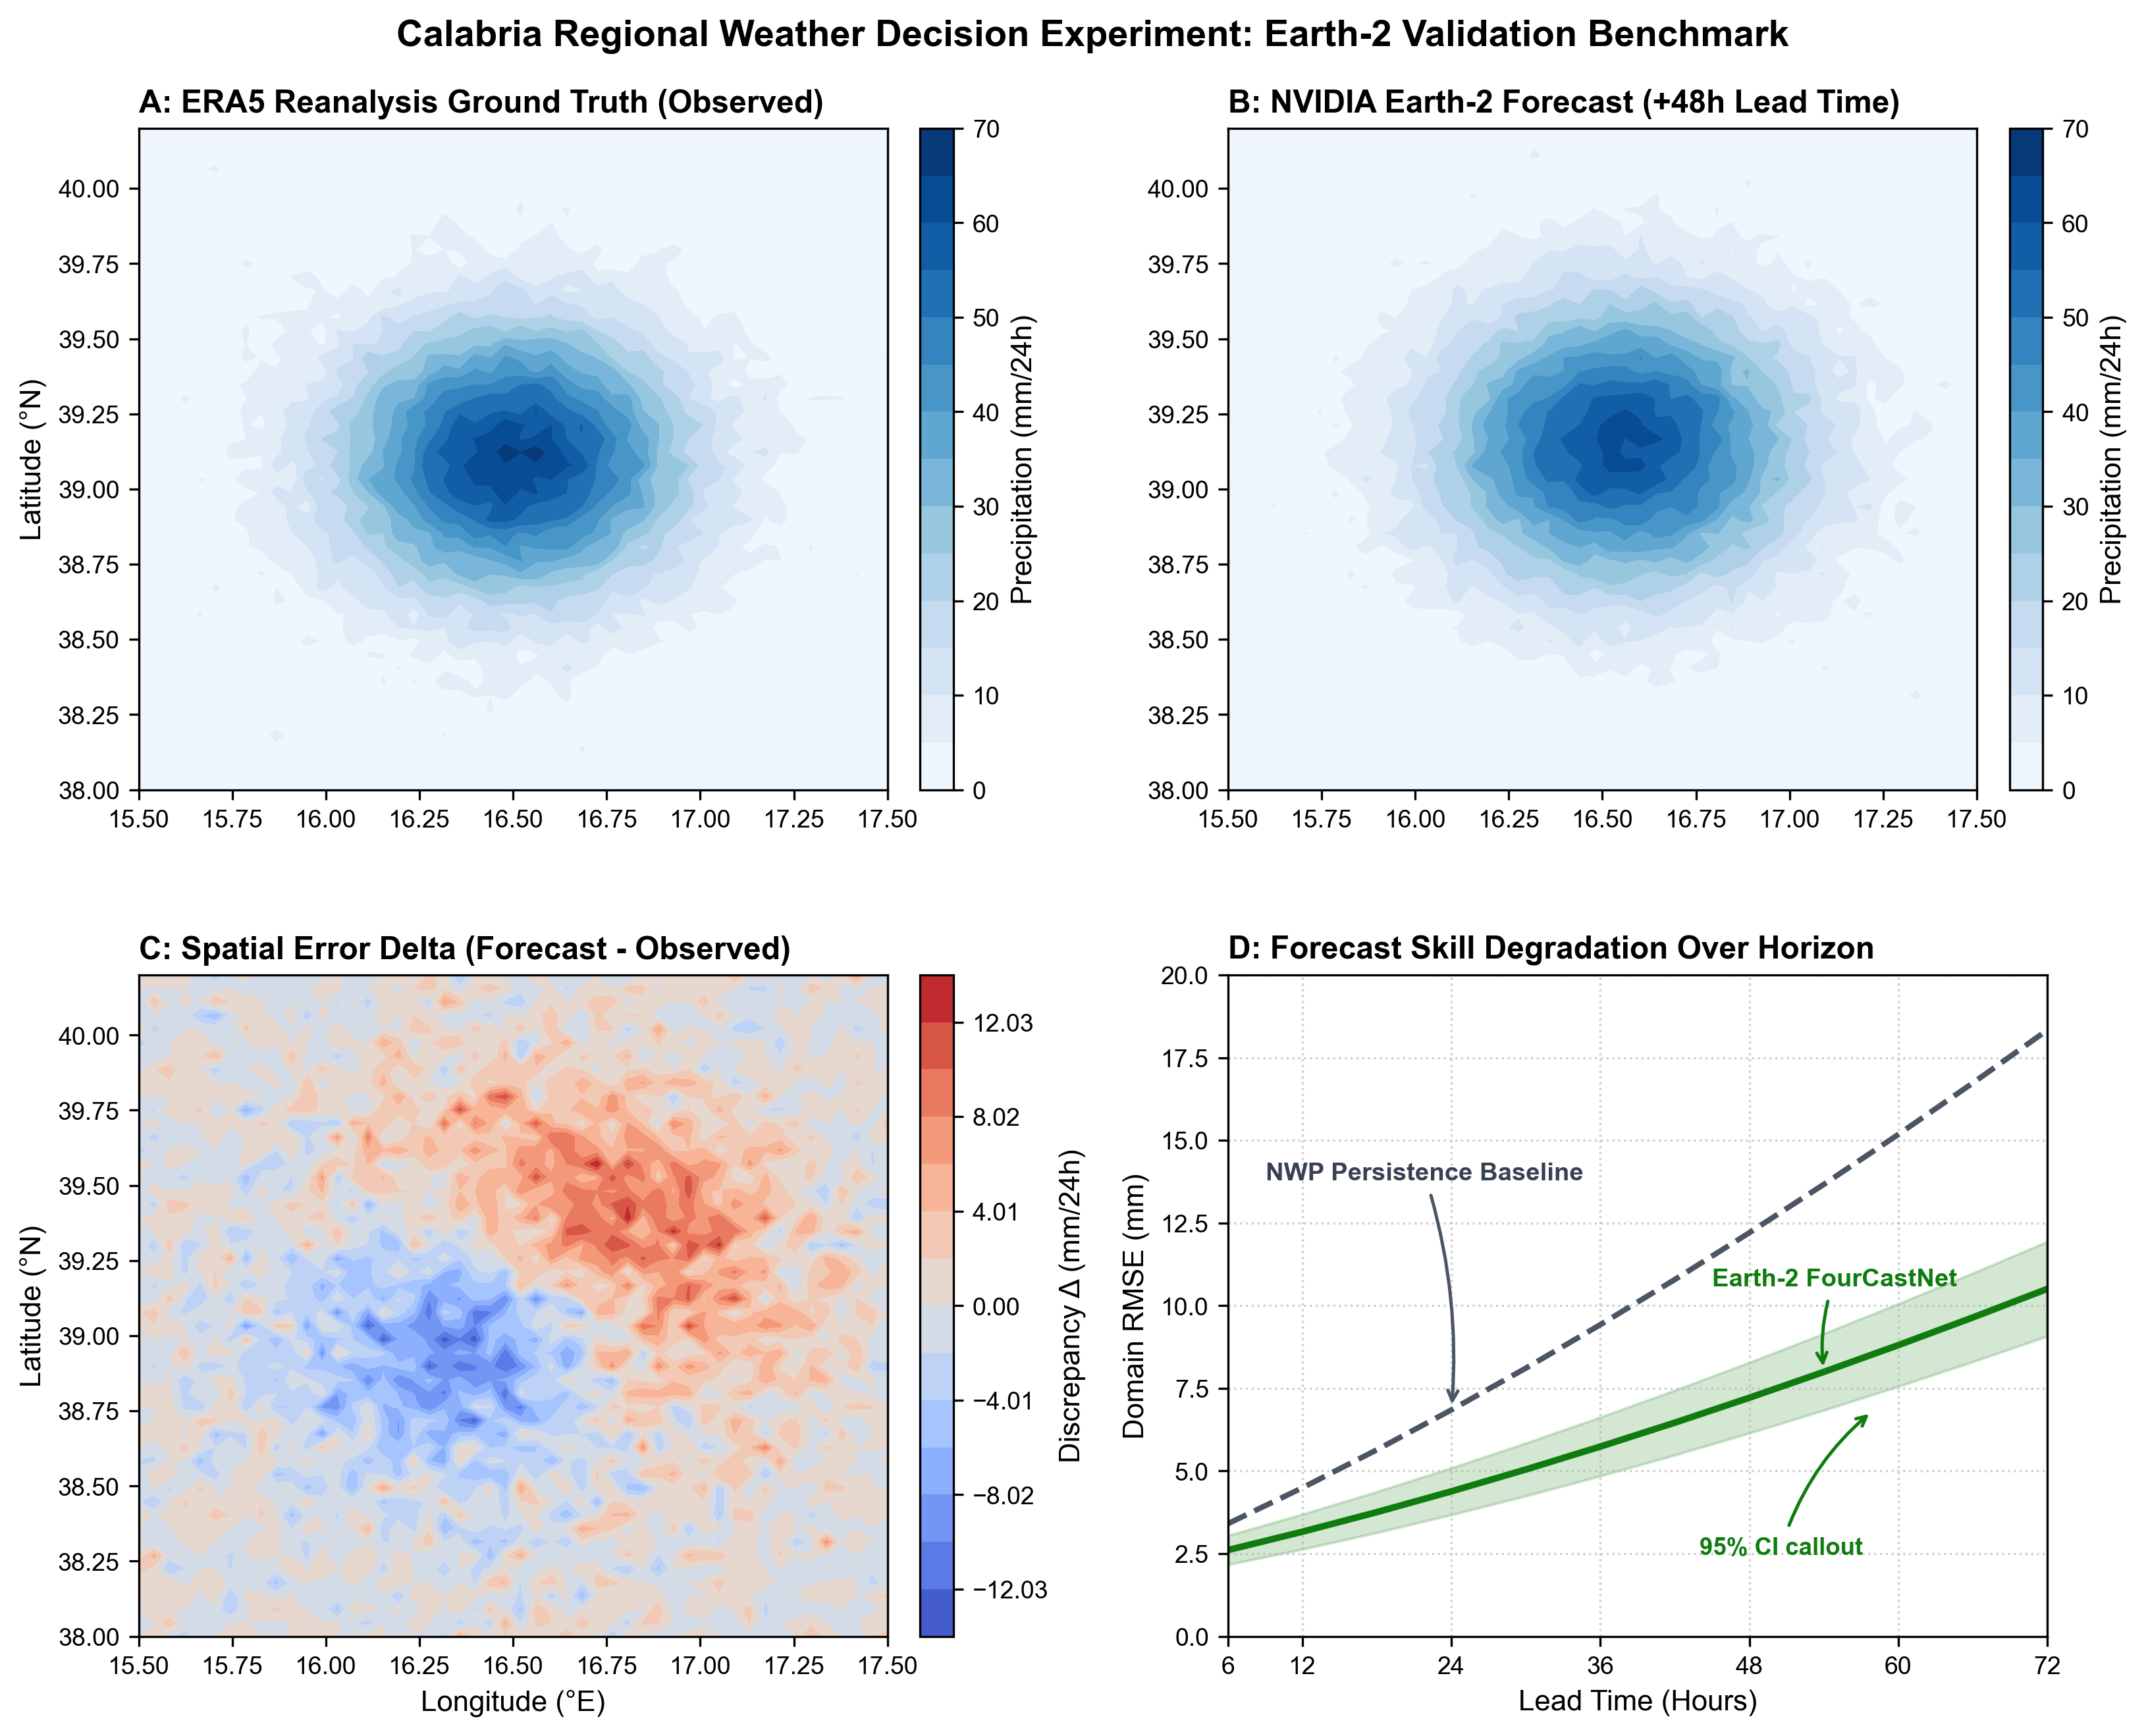 Calabria Regional Weather Decision Experiment: Earth-2 Validation Benchmark
A: ERA5 Reanalysis Ground Truth (Observed)
40.00
39.75
39.50
39.25
39.00
38.75
38.50
38.25
38.00
Latitude (°N)
15.50 15.75 16.00 16.25 16.50 16.75 17.00 17.25 17.50
70
60
50
40
30
20
10
0
Precipitation (mm/24h)
B: NVIDIA Earth-2 Forecast (+48h Lead Time)
40.00
39.75
39.50
39.25
39.00
38.75
38.50
38.25
38.00
15.50 15.75 16.00 16.25 16.50 16.75 17.00 17.25 17.50
70
60
50
40
30
20
10
0
Precipitation (mm/24h)
C: Spatial Error Delta (Forecast - Observed)
40.00
39.75
39.50
39.25
39.00
38.75
38.50
38.25
38.00
Latitude (°N)
15.50 15.75 16.00 16.25 16.50 16.75 17.00 17.25 17.50
Longitude (°E)
12.03
8.02
4.01
0.00
−4.01
−8.02
−12.03
Discrepancy Δ (mm/24h)
D: Forecast Skill Degradation Over Horizon
20.0
17.5
15.0
12.5
10.0
7.5
5.0
2.5
0.0
Domain RMSE (mm)
NWP Persistence Baseline
Earth-2 FourCastNet
95% CI callout
6 12 24 36 48 60 72
Lead Time (Hours)